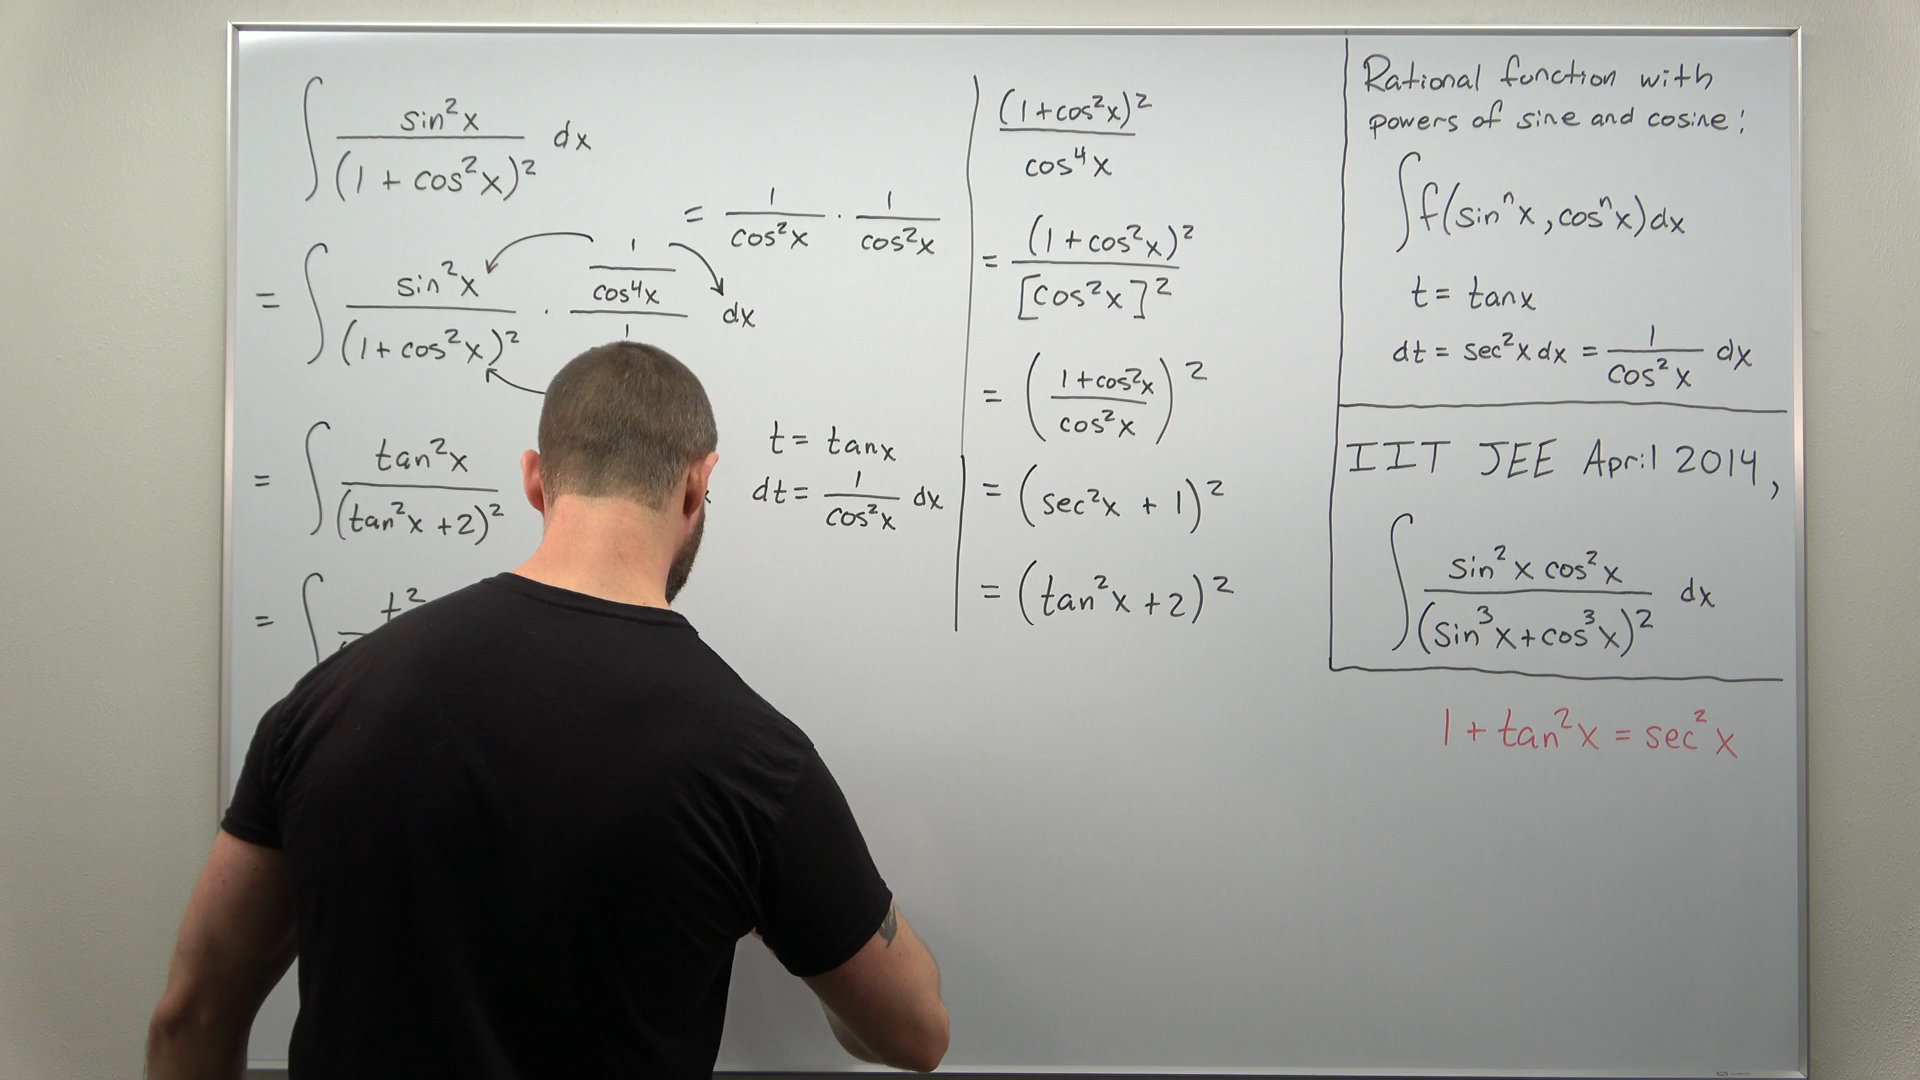 ∫ sin²x / (1 + cos²x)² dx
= 1/cos²x · 1/cos²x
= ∫ sin²x / (1 + cos²x)² · 1/cos⁴x / 1 dx
= ∫ tan²x / (tan²x + 2)²
t = tanx
dt = 1/cos²x dx
= ∫ t²
(1 + cos²x)² / cos⁴x
= (1 + cos²x)² / [cos²x]²
= ((1 + cos²x) / cos²x)²
= (sec²x + 1)²
= (tan²x + 2)²
Rational function with
powers of sine and cosine:
∫ f(sinⁿx, cosⁿx) dx
t = tanx
dt = sec²x dx = 1/cos²x dx
IIT JEE April 2014,
∫ sin²x cos²x / (sin³x + cos³x)² dx
1 + tan²x = sec²x